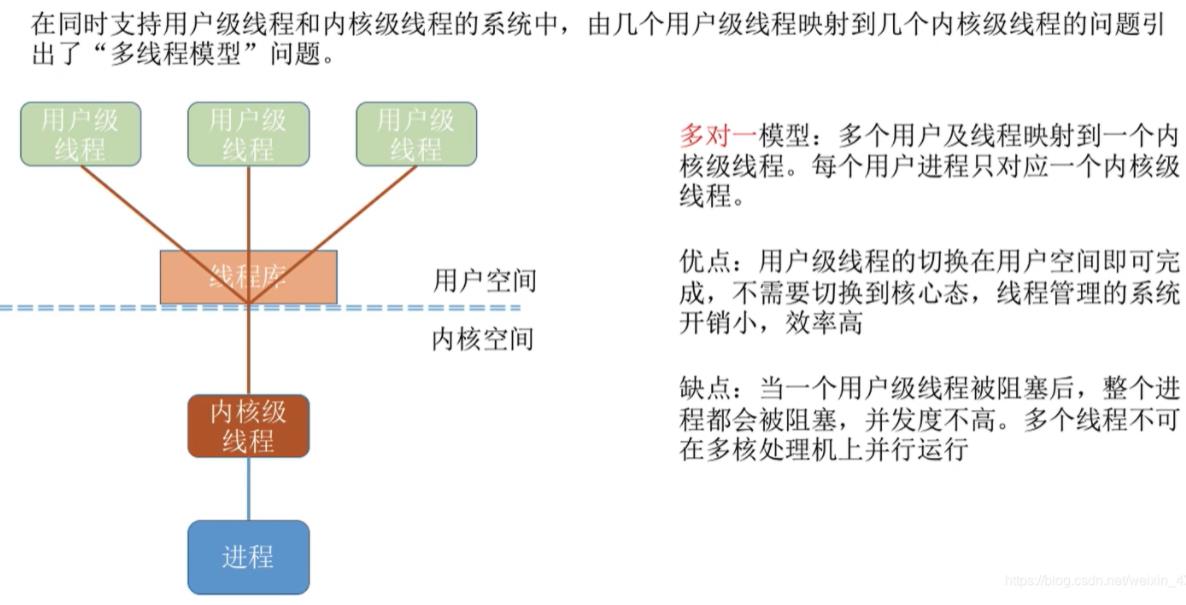 在同时支持用户级线程和内核级线程的系统中，由几个用户级线程映射到几个内核级线程的问题引
出了“多线程模型”问题。
用户级
线程
用户级
线程
用户级
线程
线程库
用户空间
内核空间
内核级
线程
进程
多对一模型：多个用户及线程映射到一个内
核级线程。每个用户进程只对应一个内核级
线程。
优点：用户级线程的切换在用户空间即可完
成，不需要切换到核心态，线程管理的系统
开销小，效率高
缺点：当一个用户级线程被阻塞后，整个进
程都会被阻塞，并发度不高。多个线程不可
在多核处理机上并行运行
https://blog.csdn.net/weixin_4